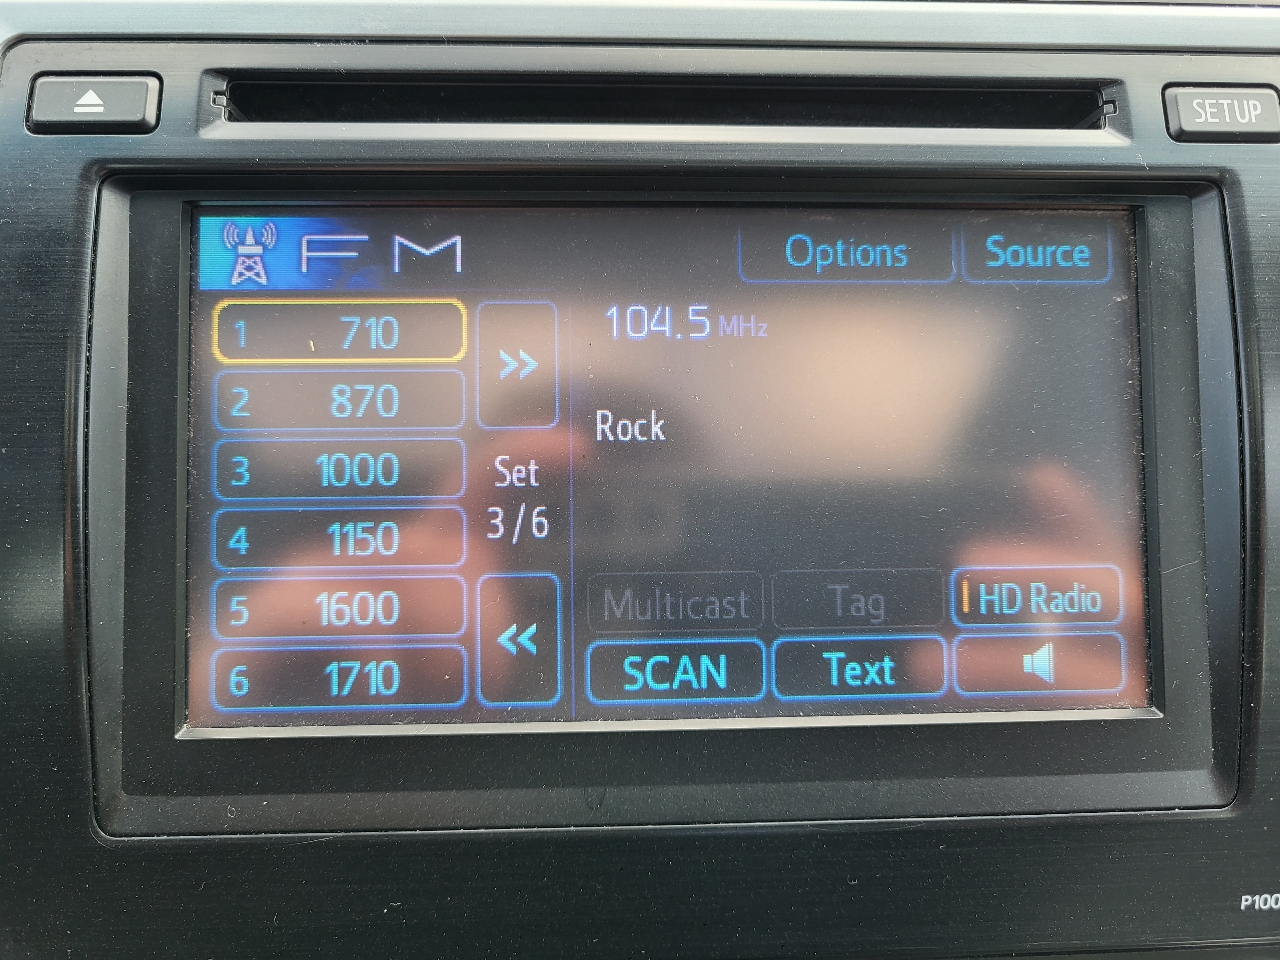 SETUP
FM
Options
Source
1 710
2 870
3 1000
4 1150
5 1600
6 1710
Set
3/6
104.5 MHz
Rock
Multicast
Tag
HD Radio
SCAN
Text
P100